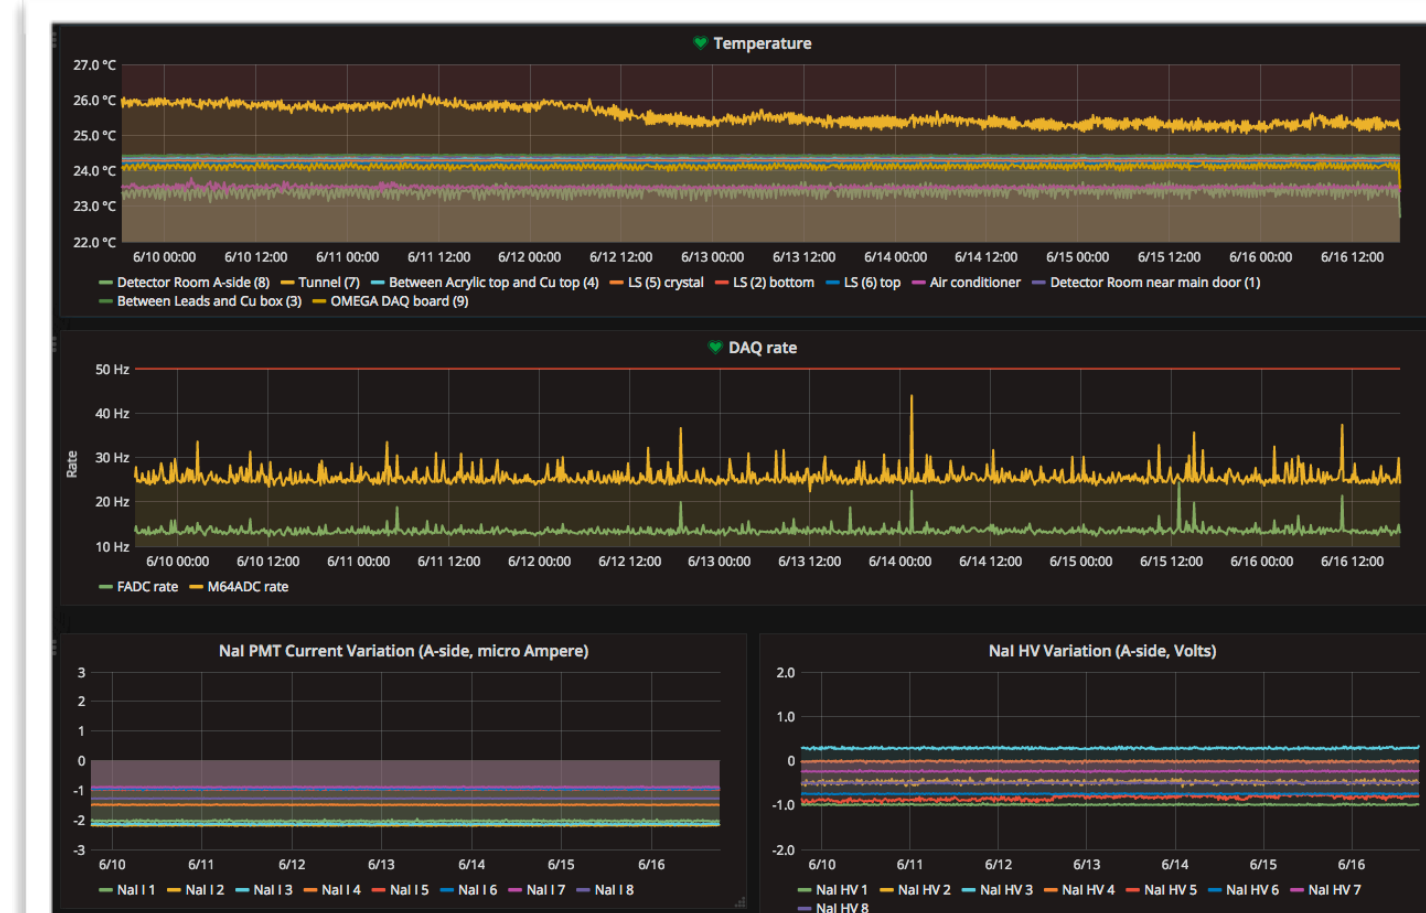 Temperature
27.0 °C
26.0 °C
25.0 °C
24.0 °C
23.0 °C
22.0 °C
6/10 00:00 6/10 12:00 6/11 00:00 6/11 12:00 6/12 00:00 6/12 12:00 6/13 00:00 6/13 12:00 6/14 00:00 6/14 12:00 6/15 00:00 6/15 12:00 6/16 00:00 6/16 12:00
Detector Room A-side (8) Tunnel (7) Between Acrylic top and Cu top (4) LS (5) crystal LS (2) bottom LS (6) top Air conditioner Detector Room near main door (1)
Between Leads and Cu box (3) OMEGA DAQ board (9)
DAQ rate
50 Hz
40 Hz
30 Hz
20 Hz
10 Hz
Rate
6/10 00:00 6/10 12:00 6/11 00:00 6/11 12:00 6/12 00:00 6/12 12:00 6/13 00:00 6/13 12:00 6/14 00:00 6/14 12:00 6/15 00:00 6/15 12:00 6/16 00:00 6/16 12:00
FADC rate M64ADC rate
NaI PMT Current Variation (A-side, micro Ampere)
3
2
1
0
-1
-2
-3
6/10 6/11 6/12 6/13 6/14 6/15 6/16
NaI I 1 NaI I 2 NaI I 3 NaI I 4 NaI I 5 NaI I 6 NaI I 7 NaI I 8
NaI HV Variation (A-side, Volts)
2.0
1.0
0
-1.0
-2.0
6/10 6/11 6/12 6/13 6/14 6/15 6/16
NaI HV 1 NaI HV 2 NaI HV 3 NaI HV 4 NaI HV 5 NaI HV 6 NaI HV 7
NaI HV 8